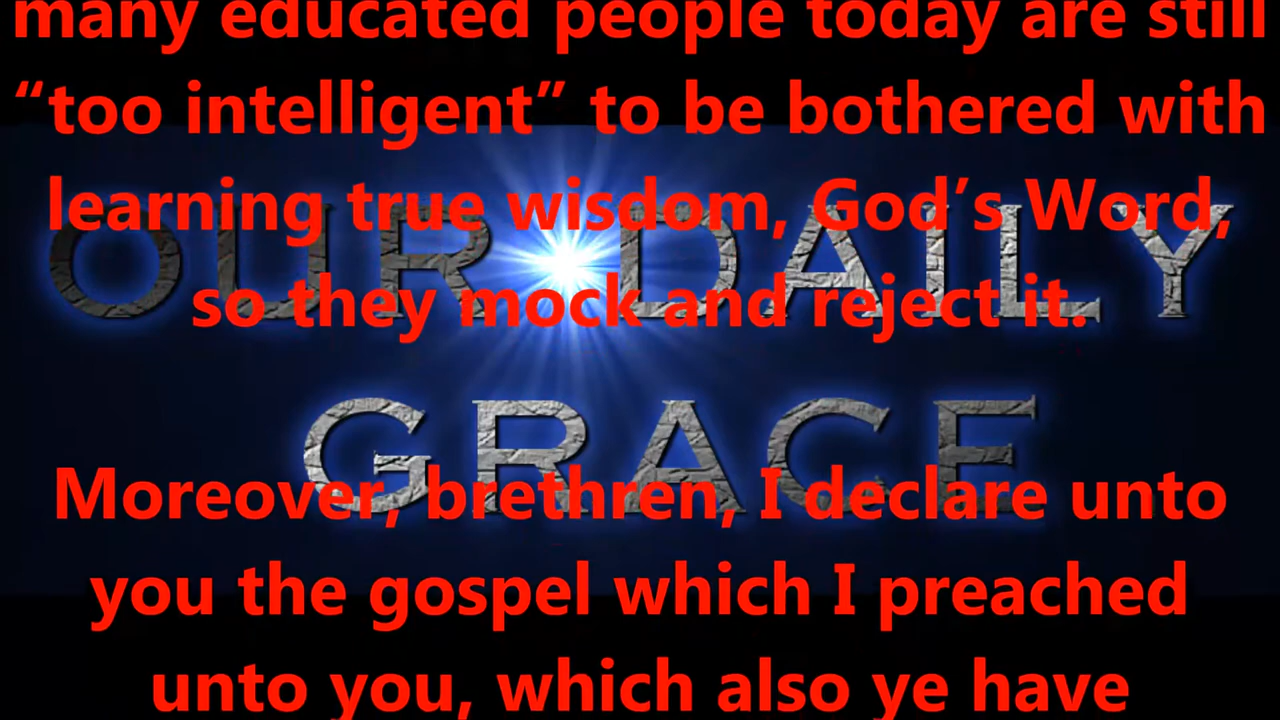 many educated people today are still
“too intelligent” to be bothered with
learning true wisdom, God’s Word,
OUR DAILY
so they mock and reject it.
GRACE
Moreover, brethren, I declare unto
you the gospel which I preached
unto you, which also ye have